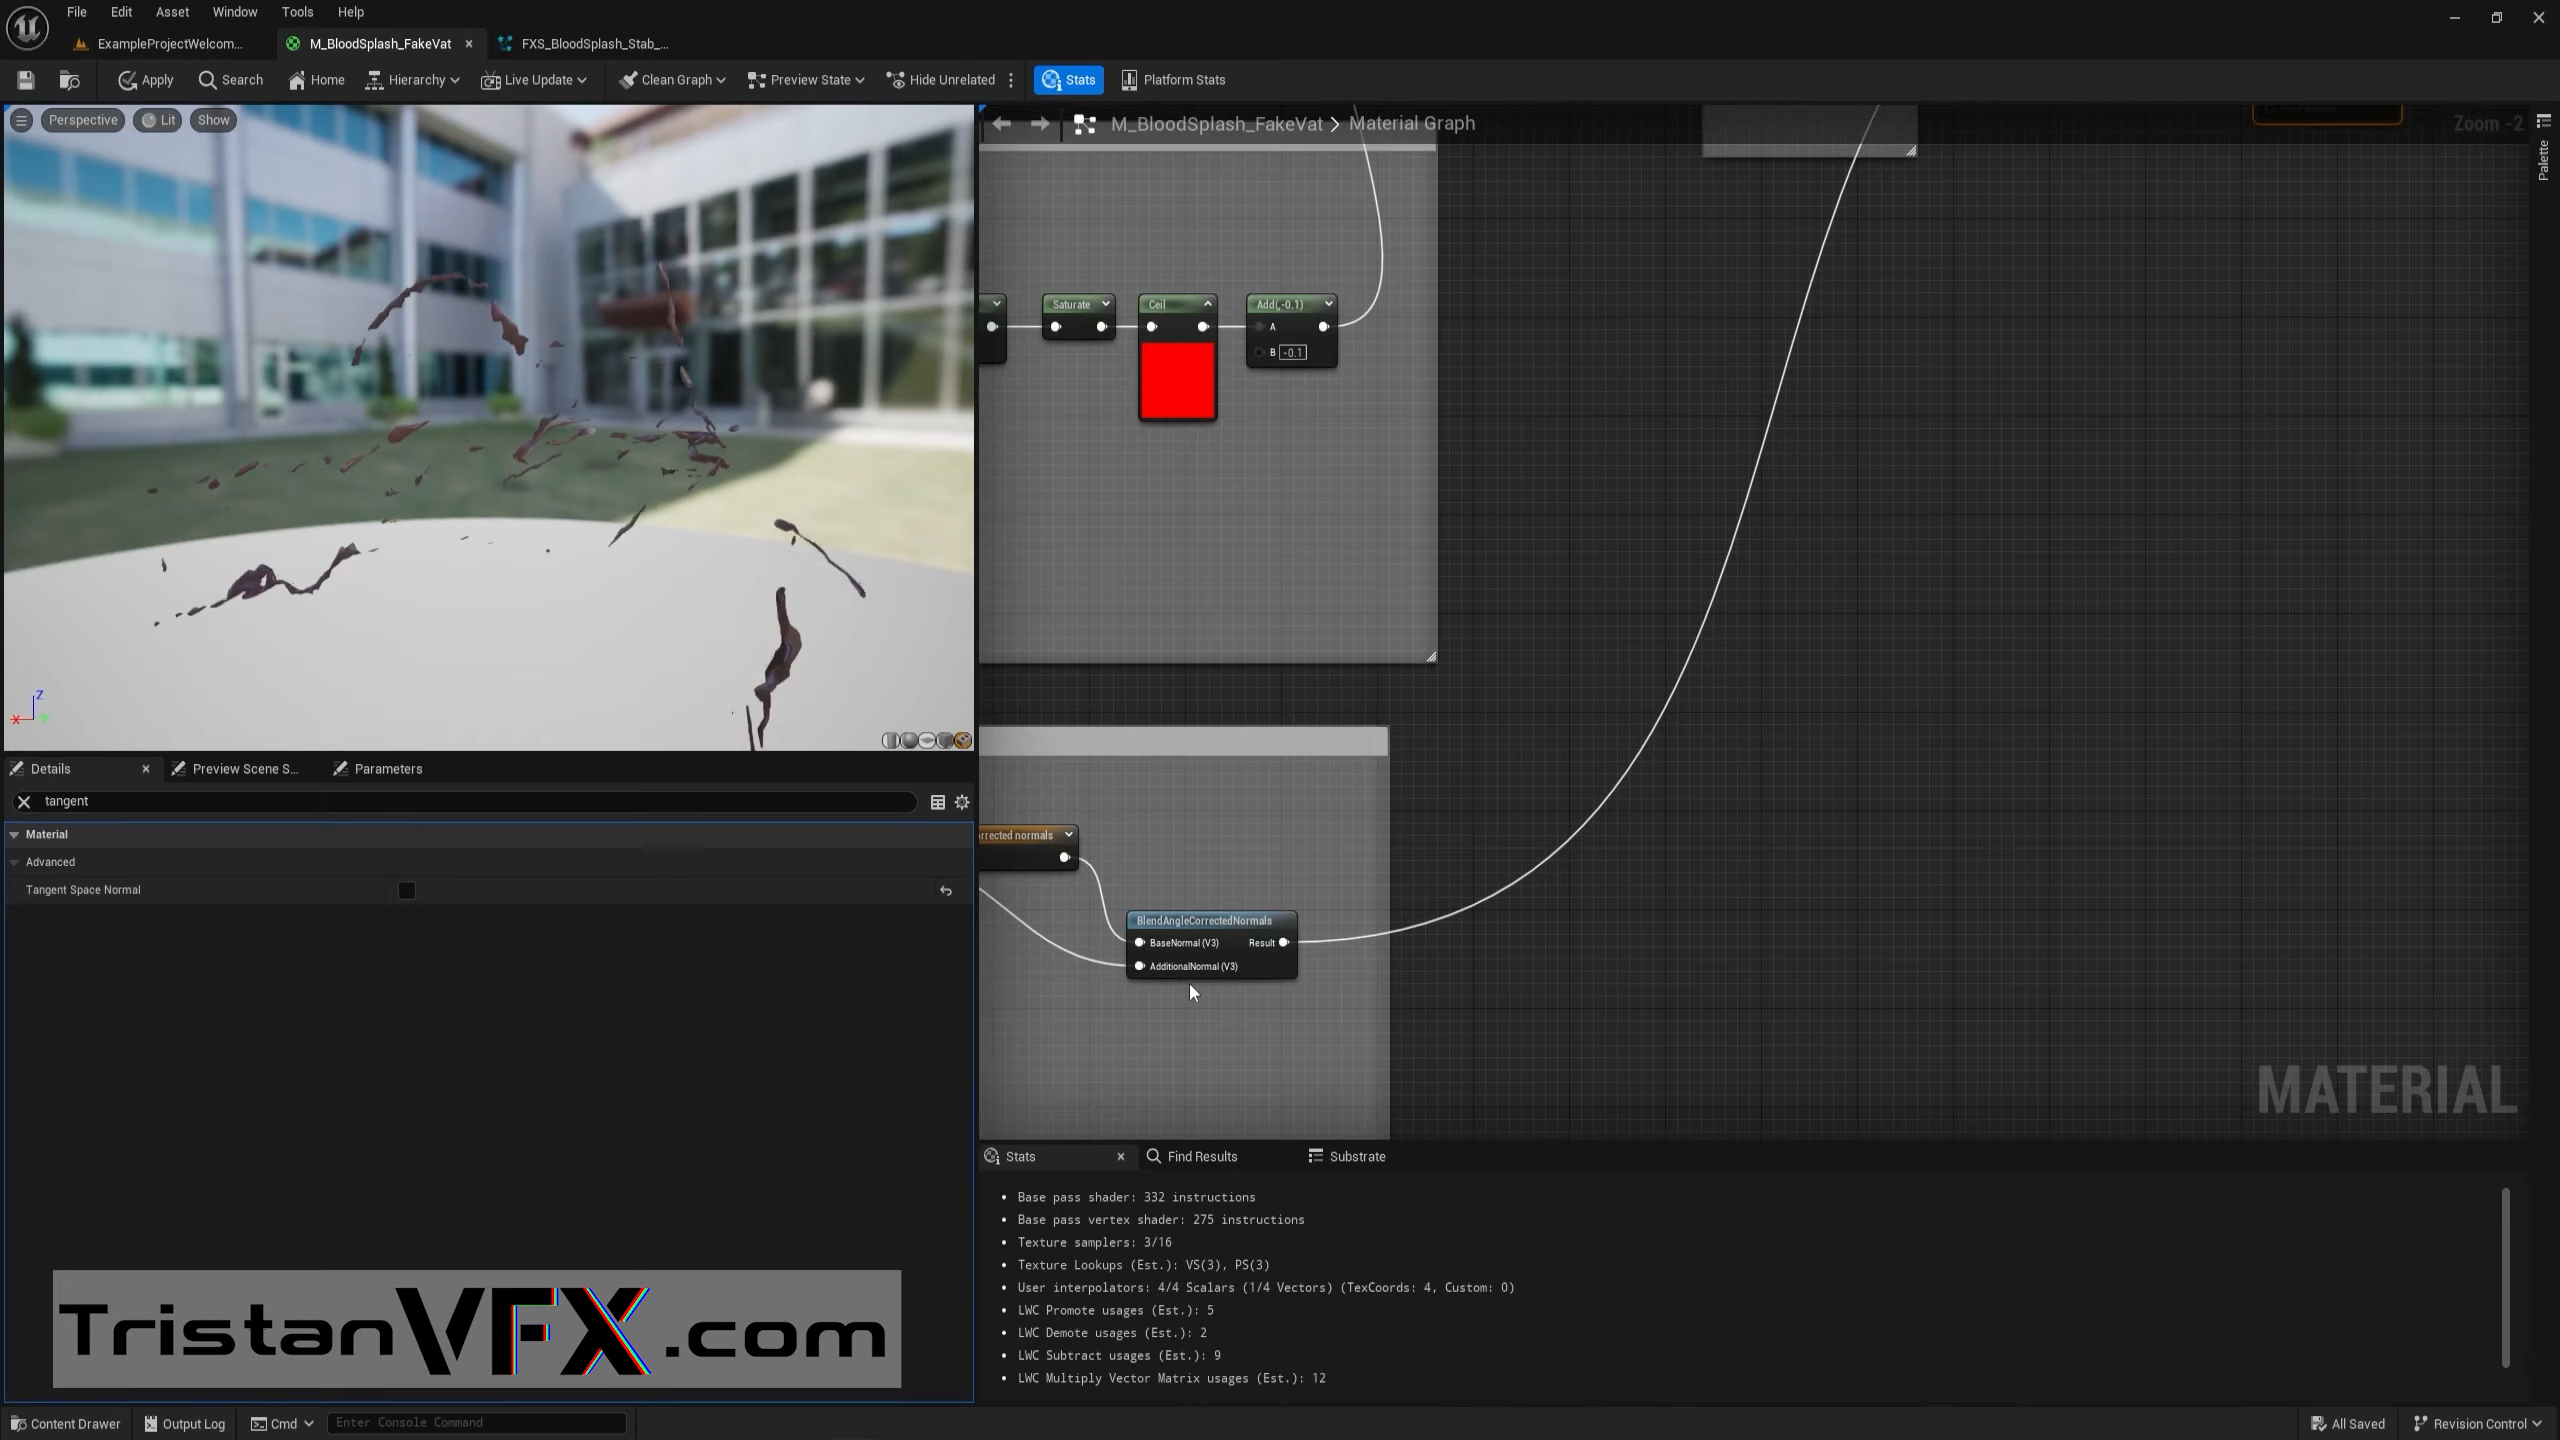 File Edit Asset Window Tools Help
ExampleProjectWelcom... M_BloodSplash_FakeVat FXS_BloodSplash_Stab_...
Apply Search Home Hierarchy Live Update Clean Graph Preview State Hide Unrelated Stats Platform Stats
Perspective Lit Show
M_BloodSplash_FakeVat > Material Graph
Zoom -2
Palette
Saturate
Ceil
Add(,-0.1)
A
B -0.1
Z
X
Details Preview Scene S... Parameters
tangent
Material
Advanced
Tangent Space Normal
rrected normals
BlendAngleCorrectedNormals
BaseNormal (V3) Result
AdditionalNormal (V3)
MATERIAL
Stats Find Results Substrate
• Base pass shader: 332 instructions
• Base pass vertex shader: 275 instructions
• Texture samplers: 3/16
• Texture Lookups (Est.): VS(3), PS(3)
• User interpolators: 4/4 Scalars (1/4 Vectors) (TexCoords: 4, Custom: 0)
• LWC Promote usages (Est.): 5
• LWC Demote usages (Est.): 2
• LWC Subtract usages (Est.): 9
• LWC Multiply Vector Matrix usages (Est.): 12
TristanVFX.com
Content Drawer Output Log Cmd Enter Console Command All Saved Revision Control